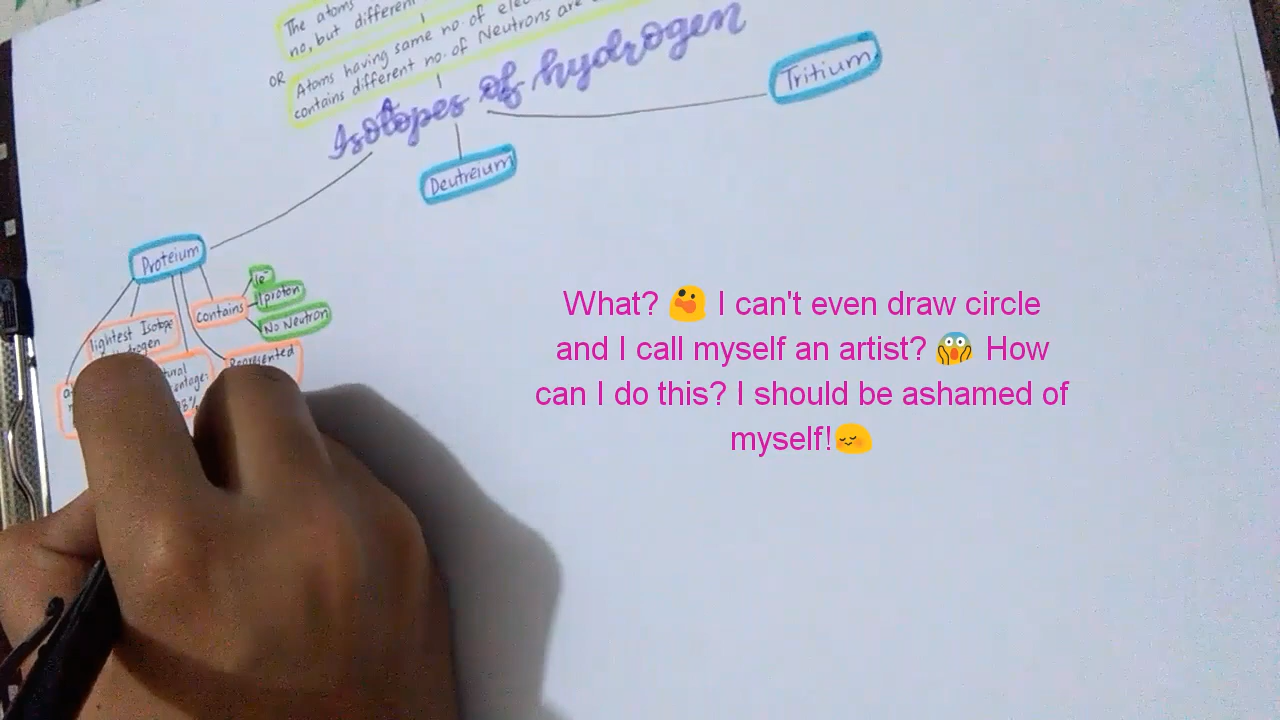 The atoms
no, but different
OR
Atoms having same no. of
contains different no. of Neutrons are
Isotopes of hydrogen
Tritium
Deutreium
Proteium
1e⁻
1proton
No Neutron
contains
lightest Isotope
Represented
What? 😲 I can't even draw circle
and I call myself an artist? 😱 How
can I do this? I should be ashamed of
myself!😔